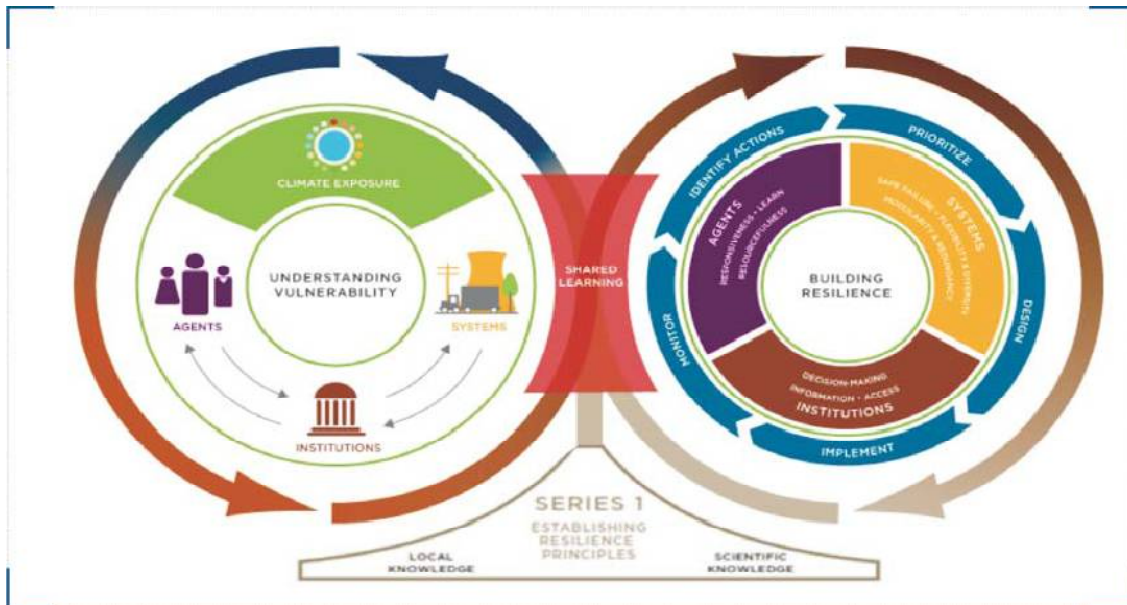 CLIMATE EXPOSURE
UNDERSTANDING
VULNERABILITY
AGENTS
SYSTEMS
INSTITUTIONS
SHARED
LEARNING
IDENTIFY ACTIONS
PRIORITIZE
DESIGN
IMPLEMENT
MONITOR
AGENTS
RESPONSIVENESS • LEARN
RESOURCEFULNESS
SYSTEMS
SAFE FAILURE • FLEXIBILITY & DIVERSITY
MODULARITY & REDUNDANCY
BUILDING
RESILIENCE
DECISION-MAKING
INFORMATION • ACCESS
INSTITUTIONS
SERIES 1
ESTABLISHING
RESILIENCE
PRINCIPLES
LOCAL
KNOWLEDGE
SCIENTIFIC
KNOWLEDGE